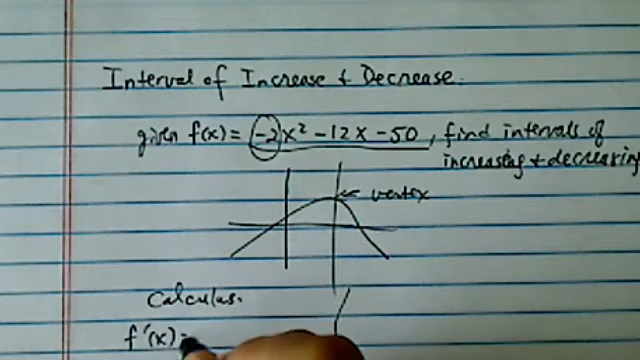 Interval of Increase & Decrease.
given f(x) = -2x² - 12x - 50, find intervals of
increasing & decreasing
vertex
Calculus.
f'(x) =